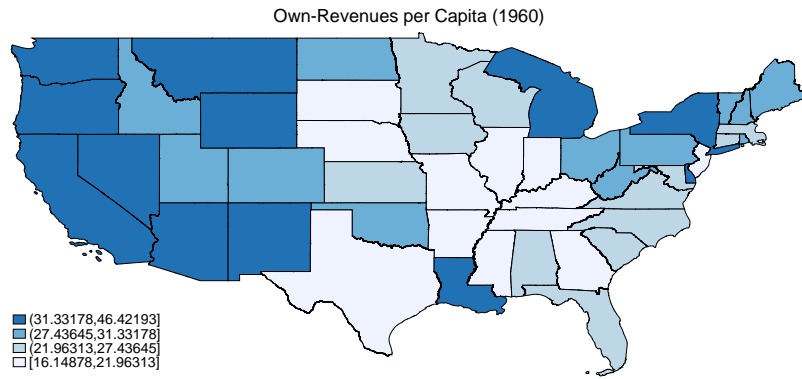 Own-Revenues per Capita (1960)
(31.33178,46.42193]
(27.43645,31.33178]
(21.96313,27.43645]
[16.14878,21.96313]